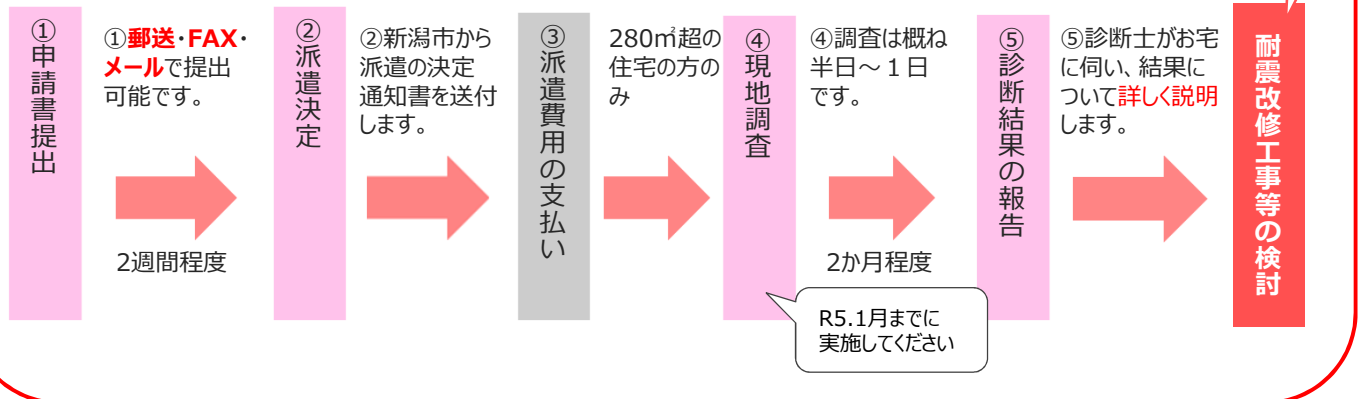 ①申請書提出
①郵送・FAX・
メールで提出
可能です。
2週間程度
②派遣決定
②新潟市から
派遣の決定
通知書を送付
します。
③派遣費用の支払い
280㎡超の
住宅の方の
み
④現地調査
④調査は概ね
半日～１日
です。
2か月程度
R5.1月までに
実施してください
⑤診断結果の報告
⑤診断士がお宅
に伺い、結果に
ついて詳しく説明
します。
耐震改修工事等の検討